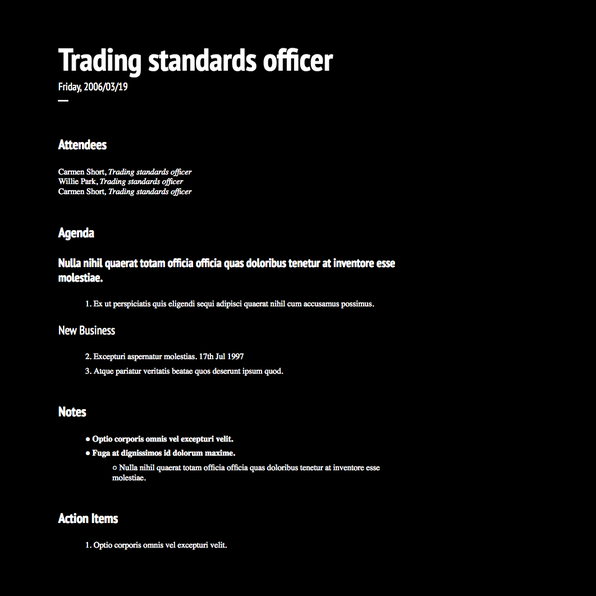 Trading standards officer
Friday, 2006/03/19
Attendees
Carmen Short, Trading standards officer
Willie Park, Trading standards officer
Carmen Short, Trading standards officer
Agenda
Nulla nihil quaerat totam officia officia quas doloribus tenetur at inventore esse
molestiae.
1. Ex ut perspiciatis quis eligendi sequi adipisci quaerat nihil cum accusamus possimus.
New Business
2. Excepturi aspernatur molestias. 17th Jul 1997
3. Atque pariatur veritatis beatae quos deserunt ipsum quod.
Notes
● Optio corporis omnis vel excepturi velit.
● Fuga at dignissimos id dolorum maxime.
○ Nulla nihil quaerat totam officia officia quas doloribus tenetur at inventore esse
molestiae.
Action Items
1. Optio corporis omnis vel excepturi velit.